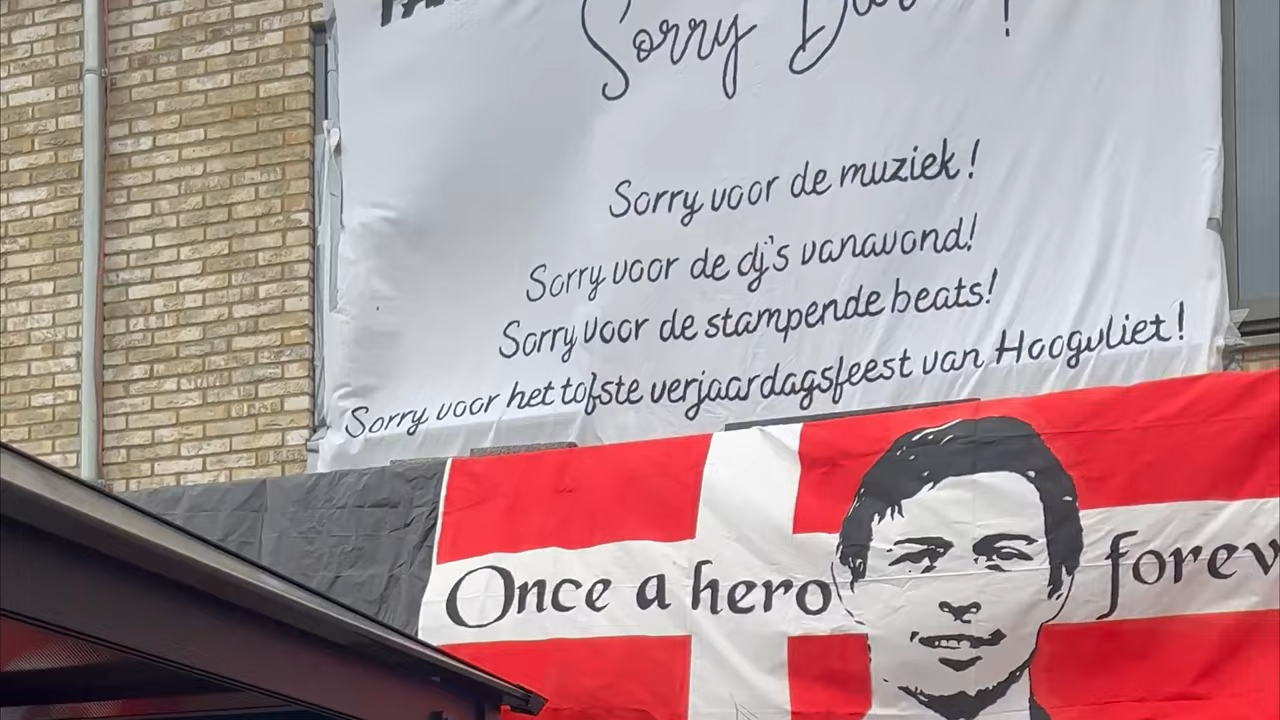 Sorry
Sorry voor de muziek!
Sorry voor de dj's vanavond!
Sorry voor de stampende beats!
Sorry voor het tofste verjaardagsfeest van Hoogvliet!
Once a hero forev